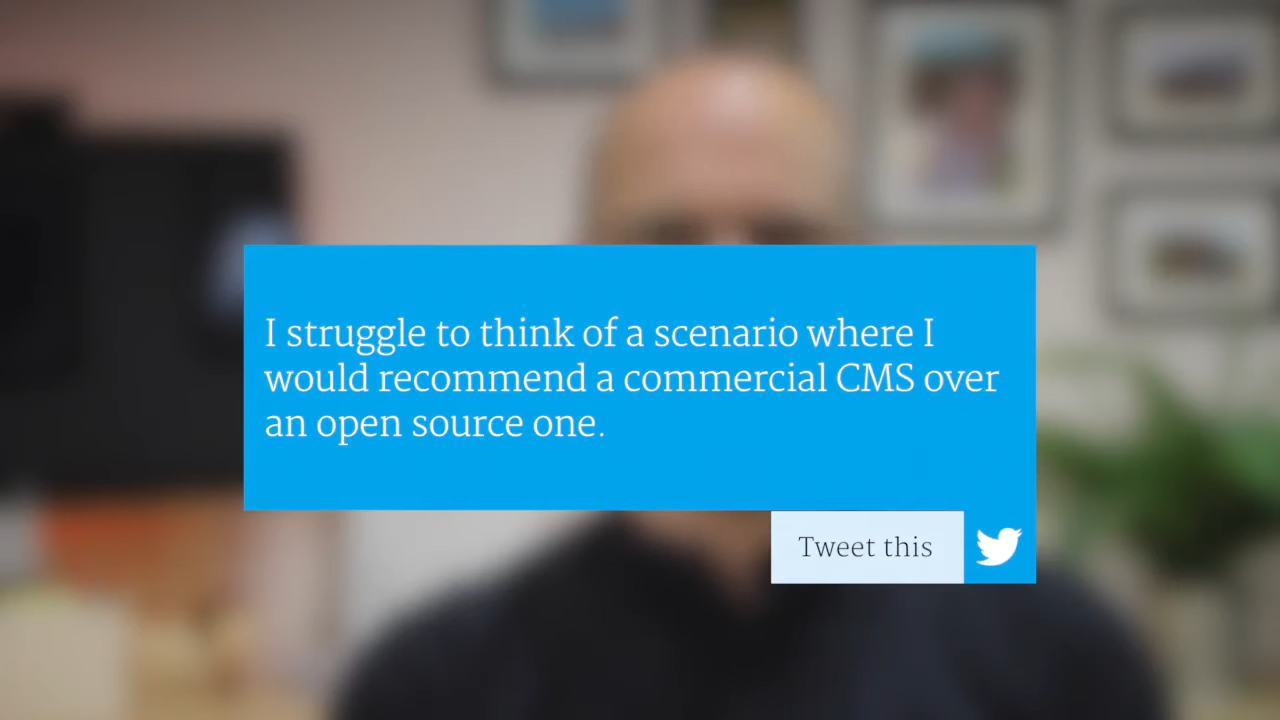 I struggle to think of a scenario where I
would recommend a commercial CMS over
an open source one.
Tweet this